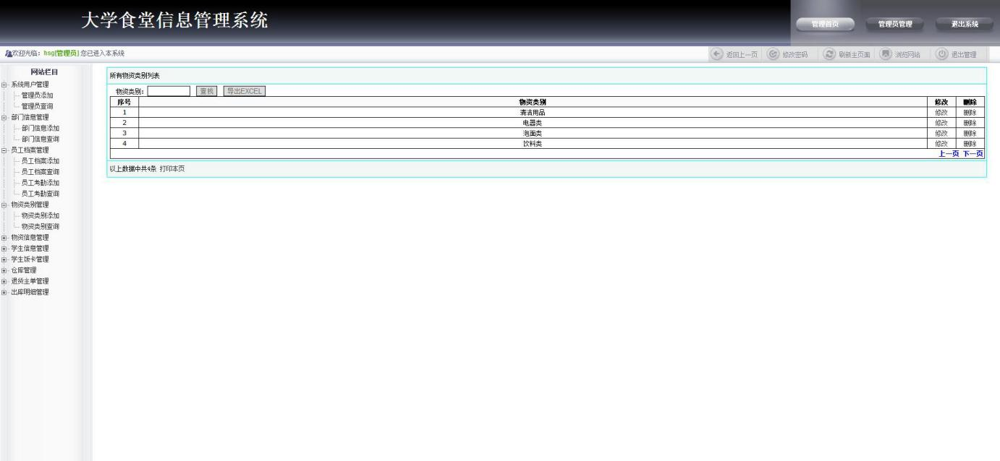 大学食堂信息管理系统
管理首页 管理员管理 退出系统
欢迎光临：hsg[管理员] 您已进入本系统
返回上一页 修改密码 刷新主页面 浏览网站 退出管理
网站栏目
系统用户管理
管理员添加
管理员查询
部门信息管理
部门信息添加
部门信息查询
员工档案管理
员工档案添加
员工档案查询
员工考勤添加
员工考勤查询
物资类别管理
物资类别添加
物资类别查询
物资信息管理
学生信息管理
学生饭卡管理
仓库管理
退货主单管理
出库明细管理
所有物资类别列表
物资类别： 查找 导出EXCEL
序号 物资类别 修改 删除
1 清洁用品 修改 删除
2 电器类 修改 删除
3 泡面类 修改 删除
4 饮料类 修改 删除
上一页 下一页
以上数据中共4条 打印本页